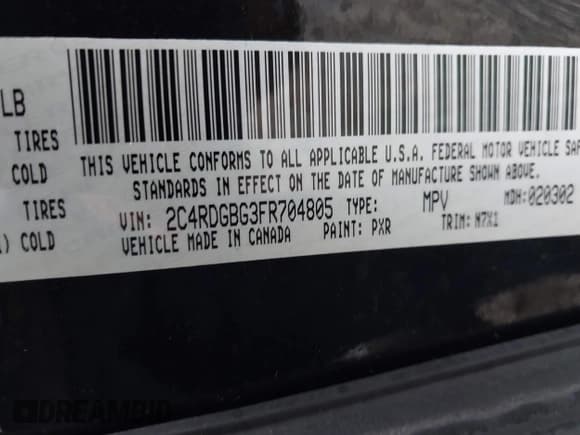 LB
TIRES
COLD
THIS VEHICLE CONFORMS TO ALL APPLICABLE U.S.A. FEDERAL MOTOR VEHICLE SAF
STANDARDS IN EFFECT ON THE DATE OF MANUFACTURE SHOWN ABOVE.
TIRES
) COLD
VIN: 2C4RDGBG3FR704805 TYPE: MPV MDH:020302
VEHICLE MADE IN CANADA PAINT: PXR TRIM: N7X1
DREAMBID